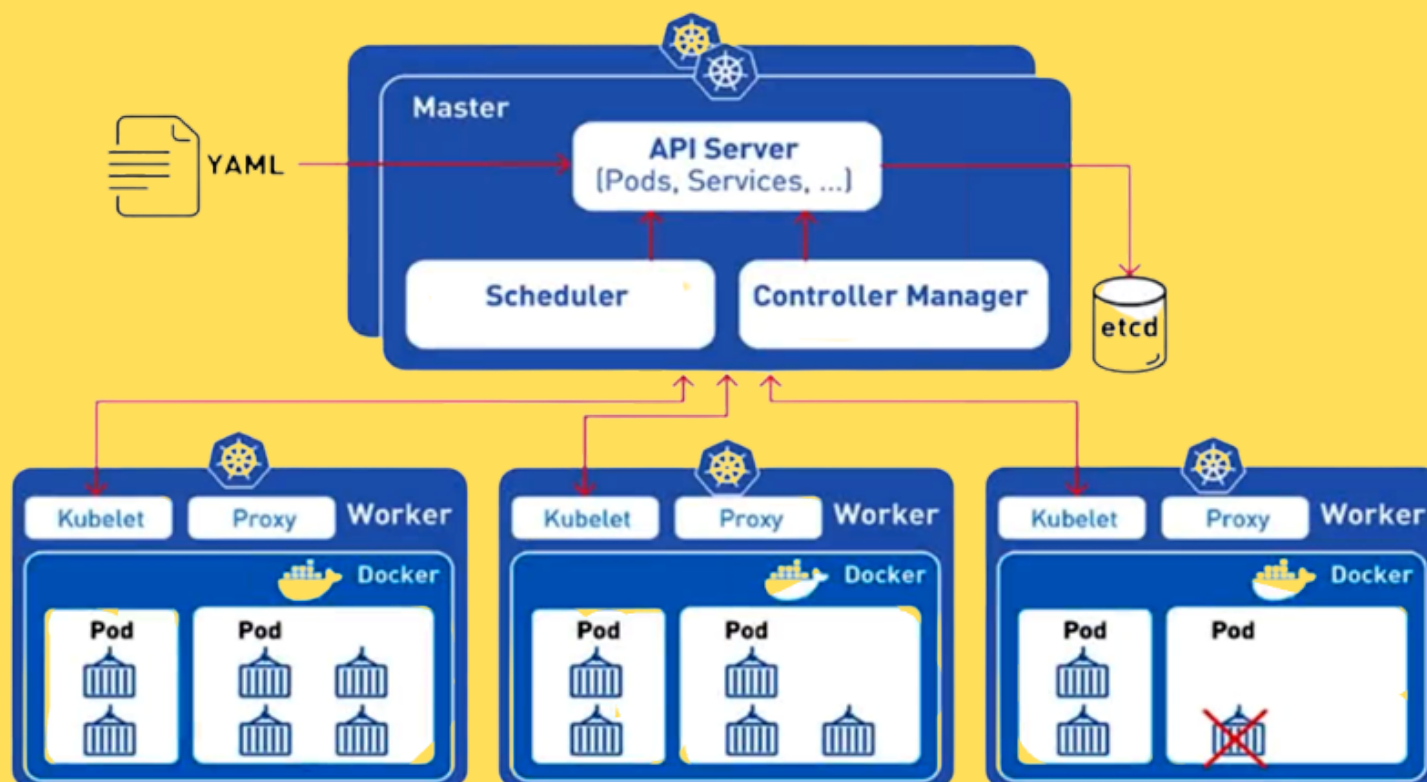 Master
YAML
API Server
(Pods, Services, ...)
Scheduler
Controller Manager
etcd
Kubelet
Proxy
Worker
Docker
Pod
Pod
Kubelet
Proxy
Worker
Docker
Pod
Pod
Kubelet
Proxy
Worker
Docker
Pod
Pod